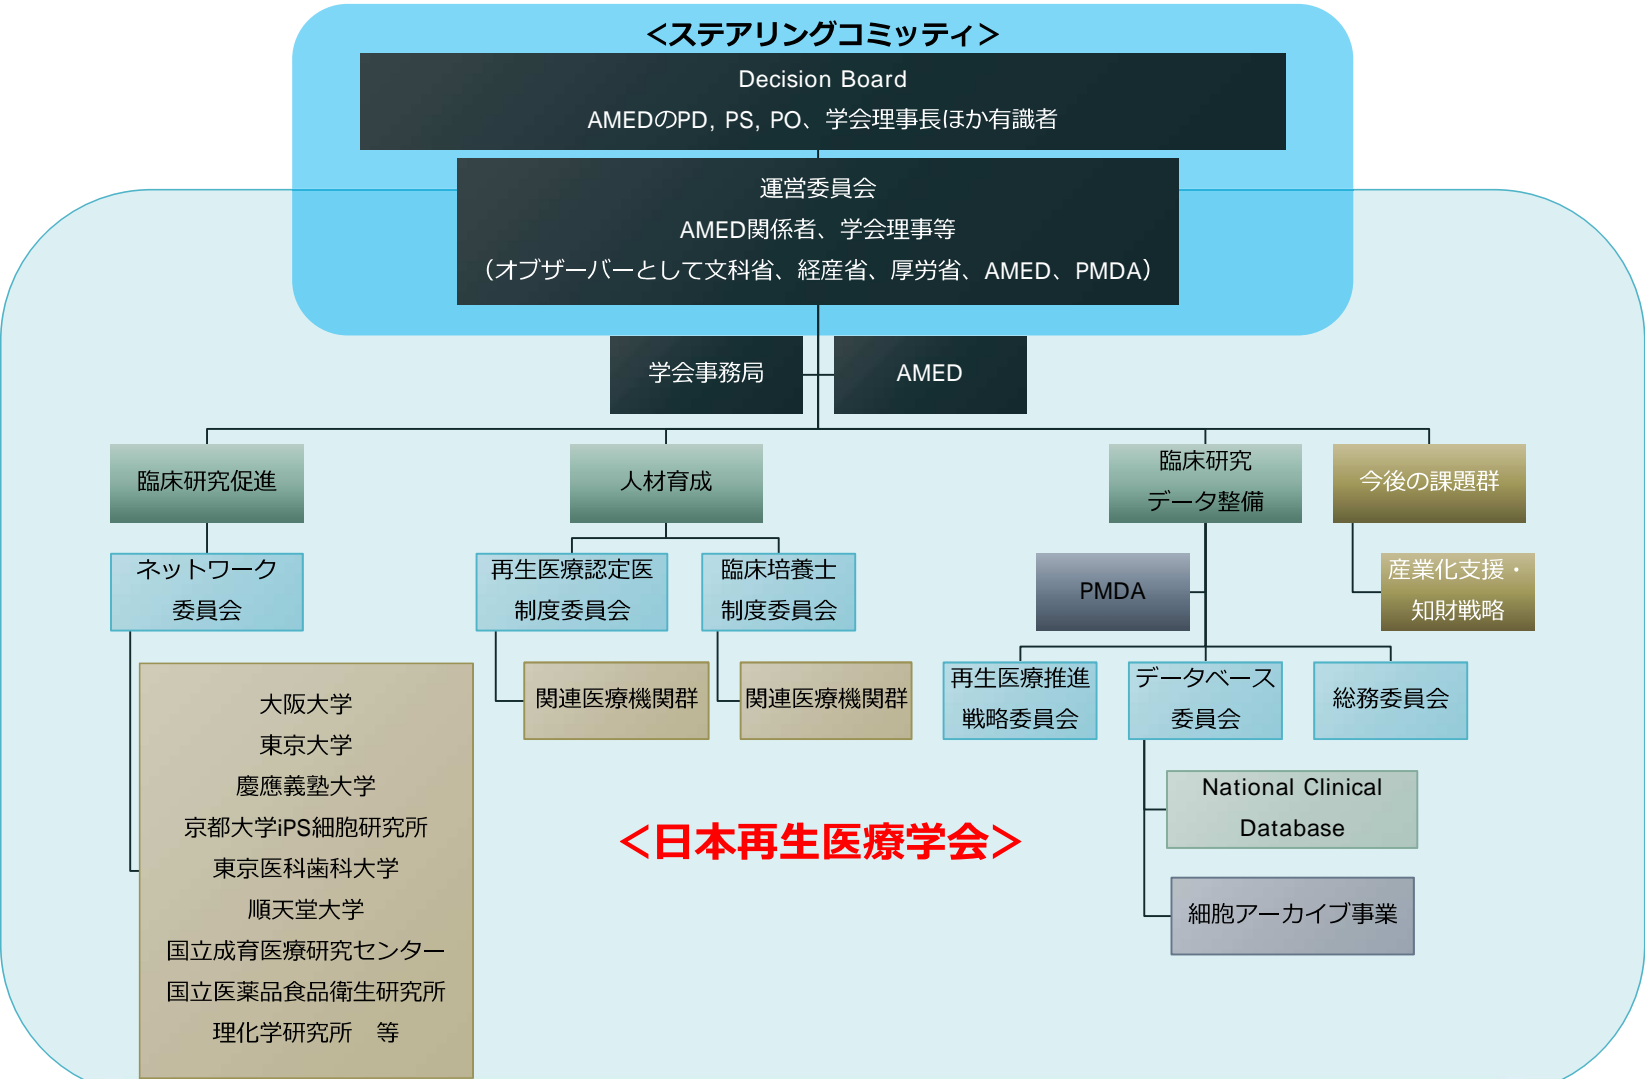 ＜ステアリングコミッティ＞
Decision Board
AMEDのPD, PS, PO、学会理事長ほか有識者
運営委員会
AMED関係者、学会理事等
（オブザーバーとして文科省、経産省、厚労省、AMED、PMDA）
学会事務局
AMED
臨床研究促進
人材育成
臨床研究
データ整備
今後の課題群
ネットワーク
委員会
再生医療認定医
制度委員会
臨床培養士
制度委員会
PMDA
産業化支援・
知財戦略
大阪大学
東京大学
慶應義塾大学
京都大学iPS細胞研究所
東京医科歯科大学
順天堂大学
国立成育医療研究センター
国立医薬品食品衛生研究所
理化学研究所　等
関連医療機関群
関連医療機関群
再生医療推進
戦略委員会
データベース
委員会
総務委員会
National Clinical
Database
細胞アーカイブ事業
＜日本再生医療学会＞